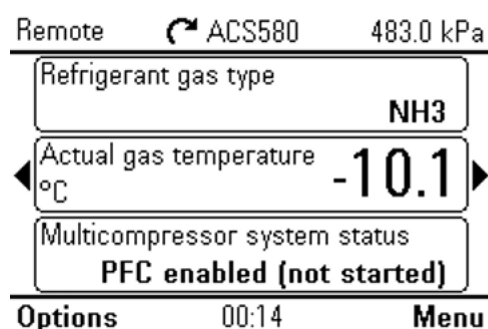 Remote ACS580 483.0 kPa
Refrigerant gas type
NH3
Actual gas temperature
°C -10.1
Multicompressor system status
PFC enabled (not started)
Options 00:14 Menu